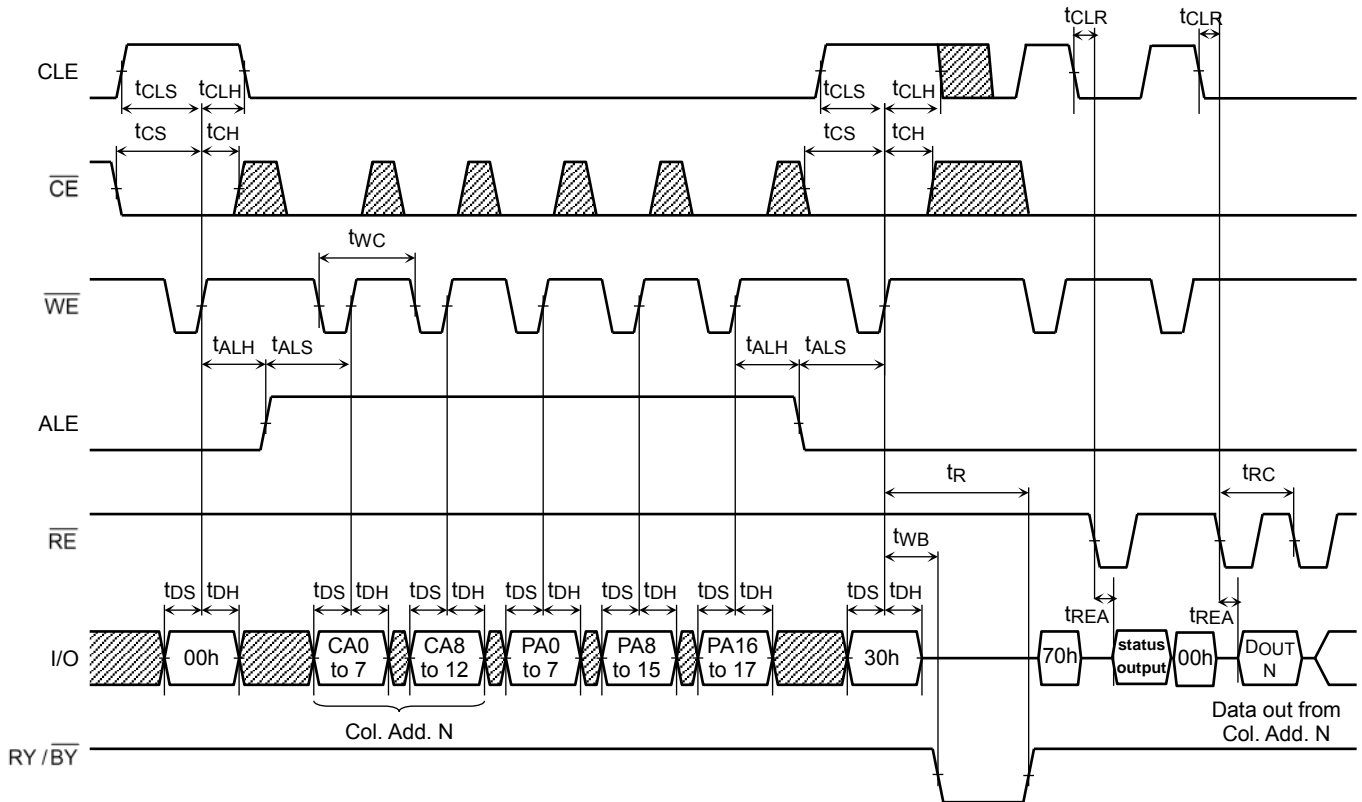 tCLR tCLR
CLE
tCLS tCLH tCLS tCLH
tCS tCH tCS tCH
CE
tWC
WE
tALH tALS tALH tALS
ALE
tR tRC
RE
tWB
tDS tDH tDS tDH tDS tDH tDS tDH tDS tDH tDS tDH tDS tDH
tREA tREA
I/O
00h
CA0
to 7
CA8
to 12
PA0
to 7
PA8
to 15
PA16
to 17
30h
70h
status
output
00h
DOUT
N
Col. Add. N
Data out from
Col. Add. N
RY / BY